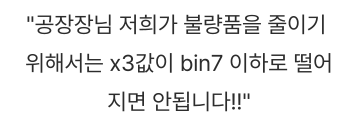 "공장장님 저희가 불량품을 줄이기
위해서는 x3값이 bin7 이하로 떨어
지면 안됩니다!!"